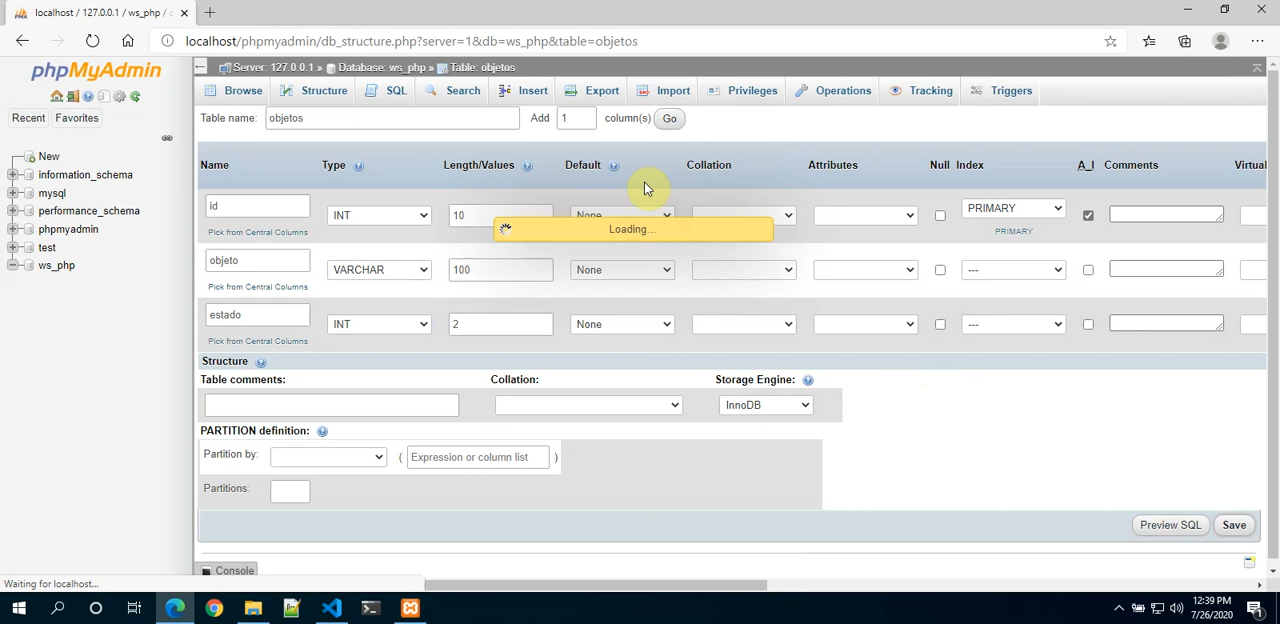 localhost / 127.0.0.1 / ws_php / c
localhost/phpmyadmin/db_structure.php?server=1&db=ws_php&table=objetos
phpMyAdmin
Recent
Favorites
New
information_schema
mysql
performance_schema
phpmyadmin
test
ws_php
Server: 127.0.0.1 » Database: ws_php » Table: objetos
Browse Structure SQL Search Insert Export Import Privileges Operations Tracking Triggers
Table name: objetos Add 1 column(s) Go
Name Type Length/Values Default Collation Attributes Null Index A_I Comments Virtual
id INT 10 None PRIMARY
Pick from Central Columns PRIMARY
Loading...
objeto VARCHAR 100 None ---
Pick from Central Columns
estado INT 2 None ---
Pick from Central Columns
Structure
Table comments: Collation: Storage Engine:
InnoDB
PARTITION definition:
Partition by: ( Expression or column list )
Partitions:
Preview SQL Save
Console
Waiting for localhost...
12:39 PM
7/26/2020
1